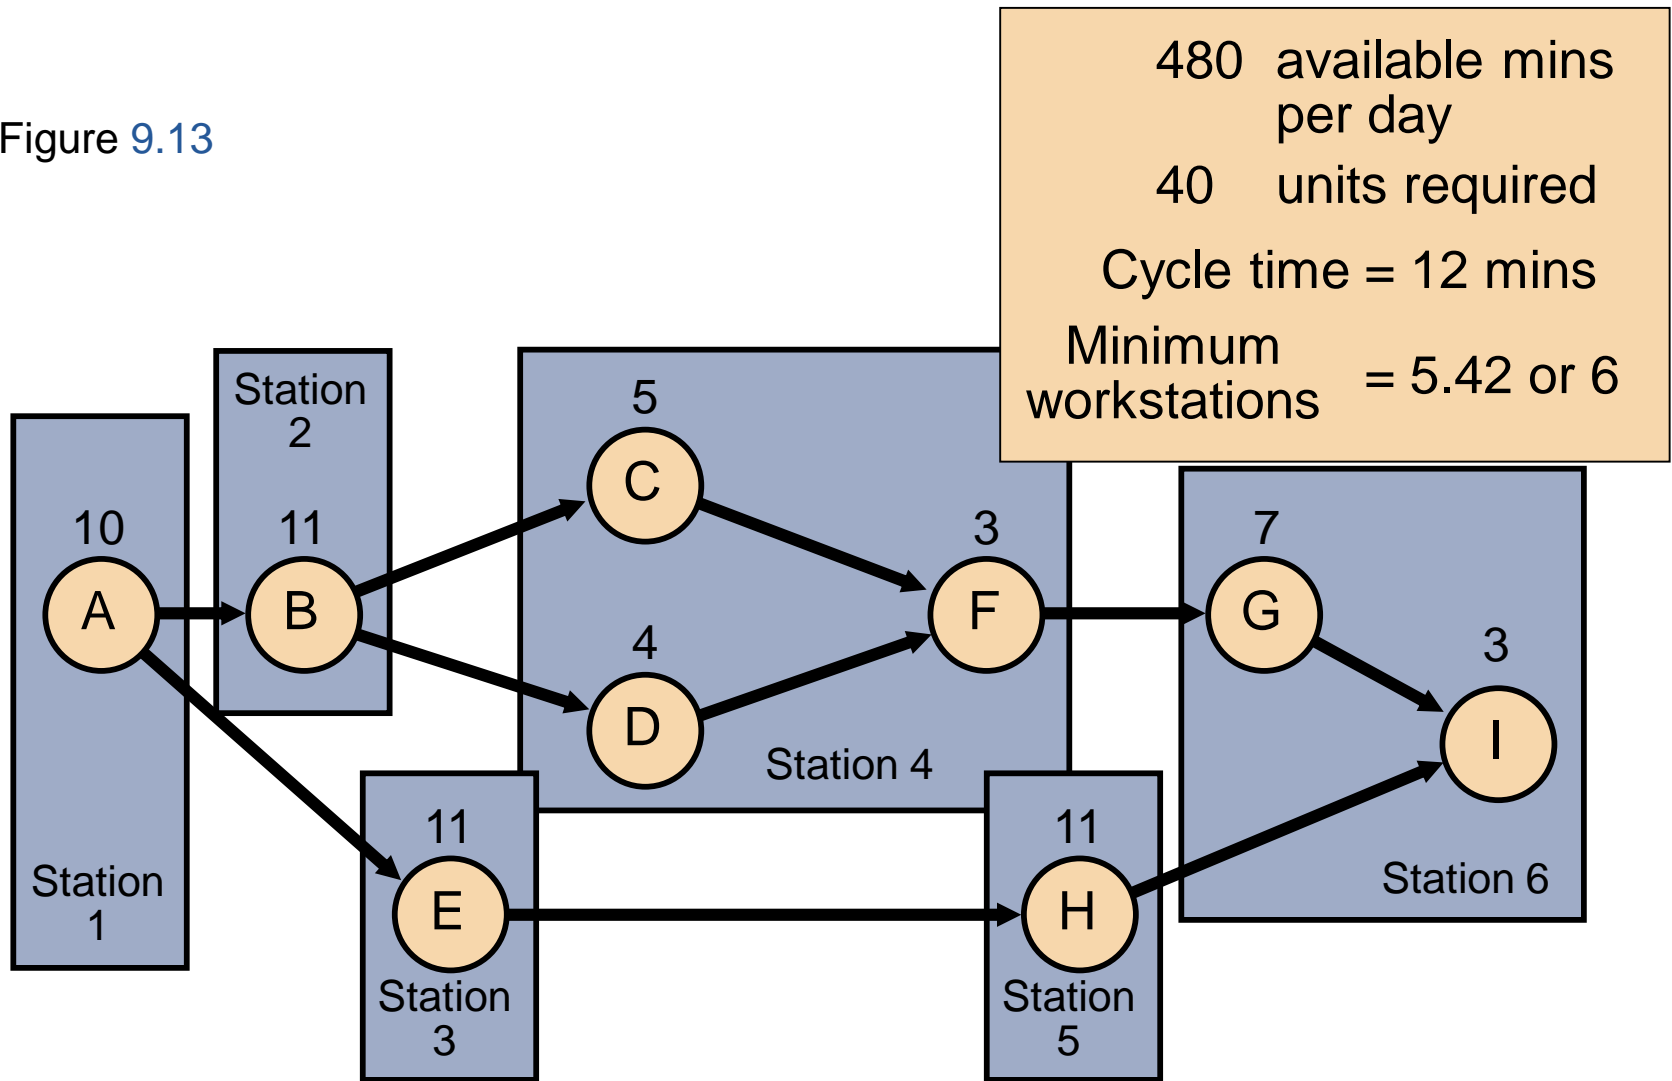 480 available mins
per day
40 units required
Cycle time = 12 mins
Minimum
workstations = 5.42 or 6
Figure 9.13
Station
2
5
C
10
11
3
7
A
B
F
G
4
3
D
I
Station 4
11
11
E
H
Station
1
Station 6
Station
3
Station
5